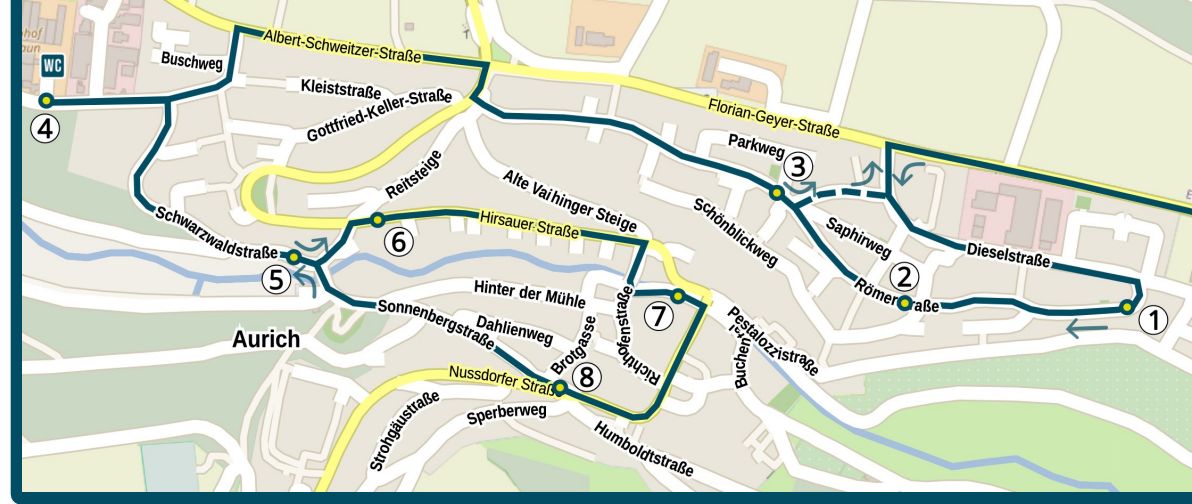 hof
aun
WC
Albert-Schweitzer-Straße
Buschweg
Kleiststraße
Gottfried-Keller-Straße
Florian-Geyer-Straße
4
Parkweg
3
Reitsteige
Alte Vaihinger Steige
Schönblickweg
Schwarzwaldstraße
Hirsauer Straße
6
Saphirweg
Dieselstraße
5
2
Römerstraße
1
Hinter der Mühle
7
Sonnenbergstraße
Dahlienweg
Richthofenstraße
Pestalozzistraße
Aurich
Brotgasse
Buchen
8
Nussdorfer Straße
Strohgäustraße
Sperberweg
Humboldtstraße